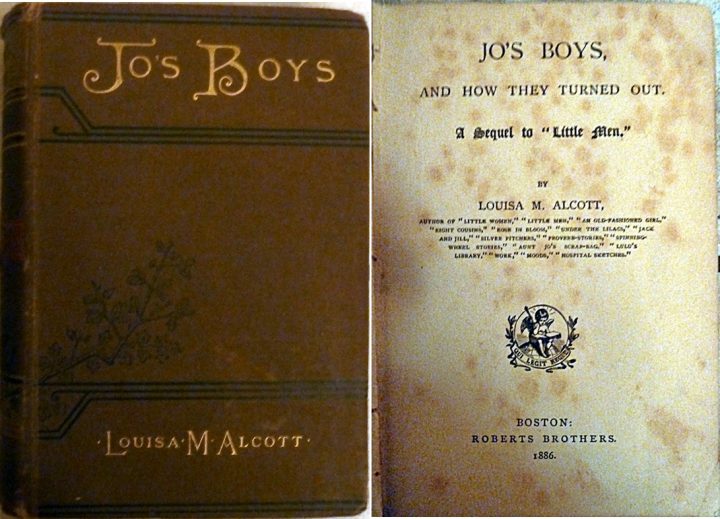 JO'S BOYS
·LOUISA·M·ALCOTT·
JO'S BOYS,
AND HOW THEY TURNED OUT.
A Sequel to "Little Men."
BY
LOUISA M. ALCOTT,
AUTHOR OF "LITTLE WOMEN," "LITTLE MEN," "AN OLD-FASHIONED GIRL,"
"EIGHT COUSINS," "ROSE IN BLOOM," "UNDER THE LILACS," "JACK
AND JILL," "SILVER PITCHERS," "PROVERB-STORIES," "SPINNING-
WHEEL STORIES," "AUNT JO'S SCRAP-BAG," "LULU'S
LIBRARY," "WORK," "MOODS," "HOSPITAL SKETCHES."
QUI LEGIT REGIT
BOSTON:
ROBERTS BROTHERS.
1886.